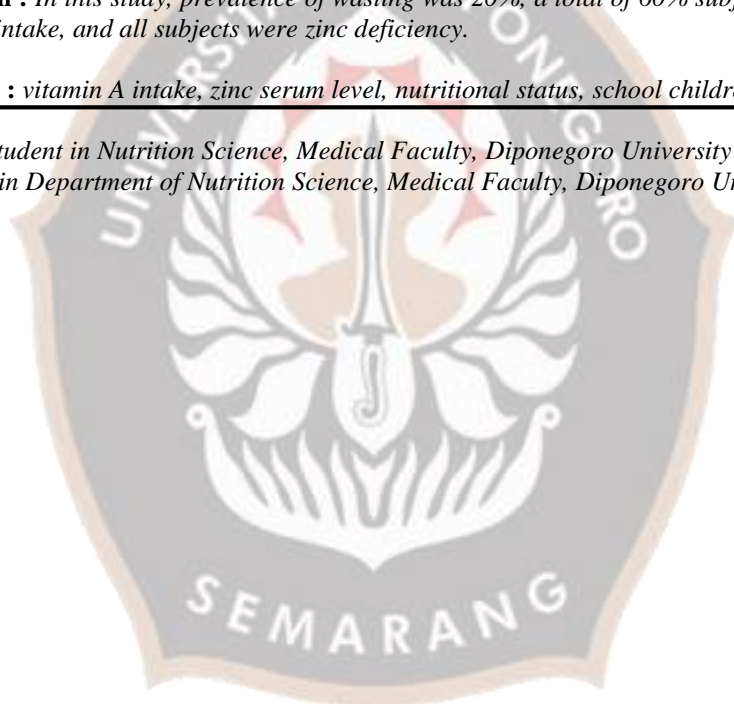 : In this study, prevalence of wasting was 20%, a total of 60% subj
intake, and all subjects were zinc deficiency.
: vitamin A intake, zinc serum level, nutritional status, school childr
tudent in Nutrition Science, Medical Faculty, Diponegoro University
in Department of Nutrition Science, Medical Faculty, Diponegoro Un
UNIVERSI ONEGORO
SEMARANG